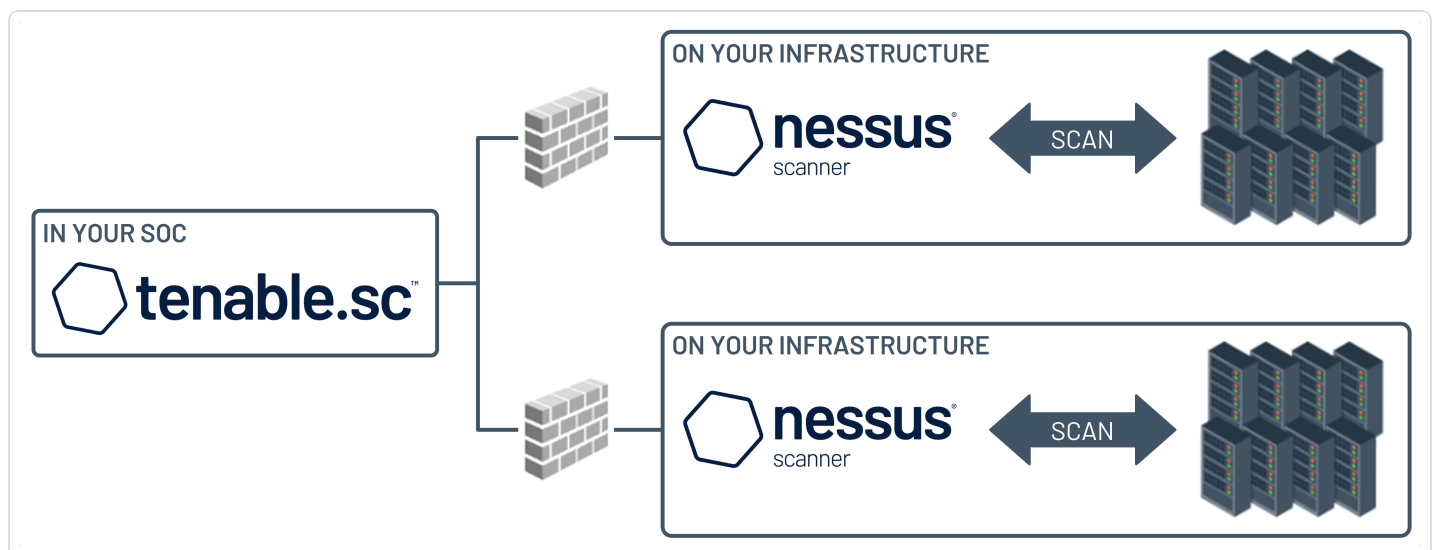 ON YOUR INFRASTRUCTURE
nessus®
scanner
SCAN
IN YOUR SOC
tenable.sc™
ON YOUR INFRASTRUCTURE
nessus®
scanner
SCAN